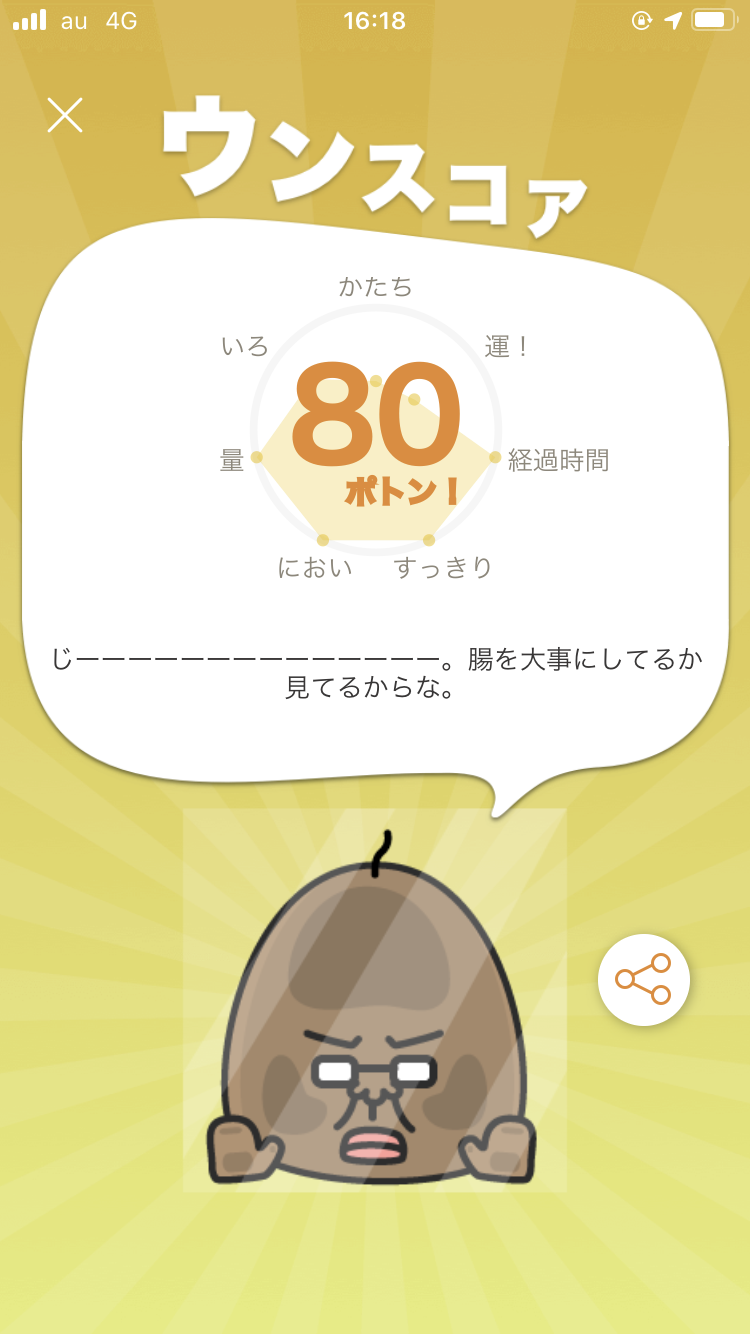 au 4G 16:18
ウンスコア
かたち
いろ
運！
80
量
経過時間
ポトン！
におい
すっきり
じーーーーーーーーーーーーーー。腸を大事にしてるか
見てるからな。